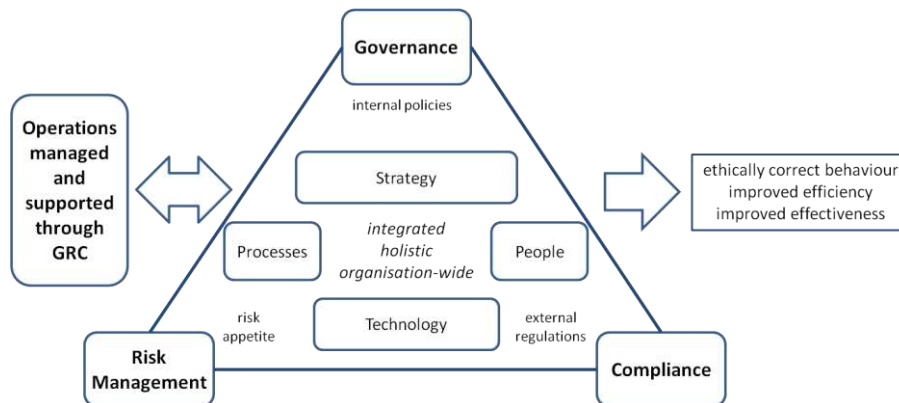 Governance
internal policies
Operations
managed
and
supported
through
GRC
Strategy
ethically correct behaviour
improved efficiency
improved effectiveness
Processes
integrated
holistic
organisation-wide
People
risk
appetite
Technology
external
regulations
Risk
Management
Compliance